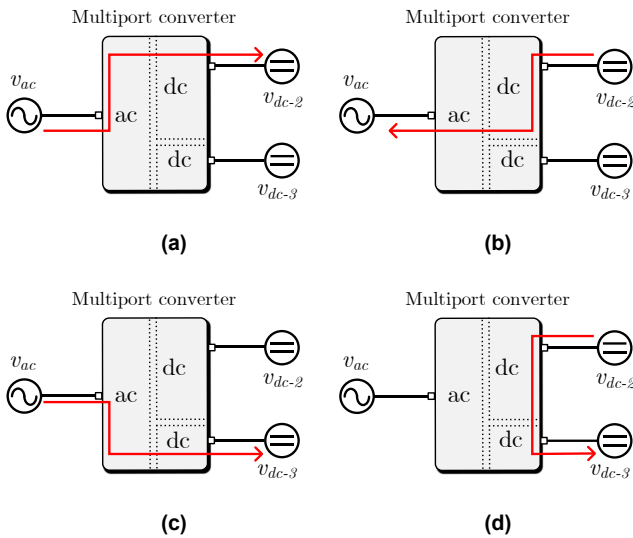 Multiport converter
v_ac
ac
dc
dc
v_dc-2
v_dc-3
(a)
Multiport converter
v_ac
ac
dc
dc
v_dc-2
v_dc-3
(b)
Multiport converter
v_ac
ac
dc
dc
v_dc-2
v_dc-3
(c)
Multiport converter
v_ac
ac
dc
dc
v_dc-2
v_dc-3
(d)